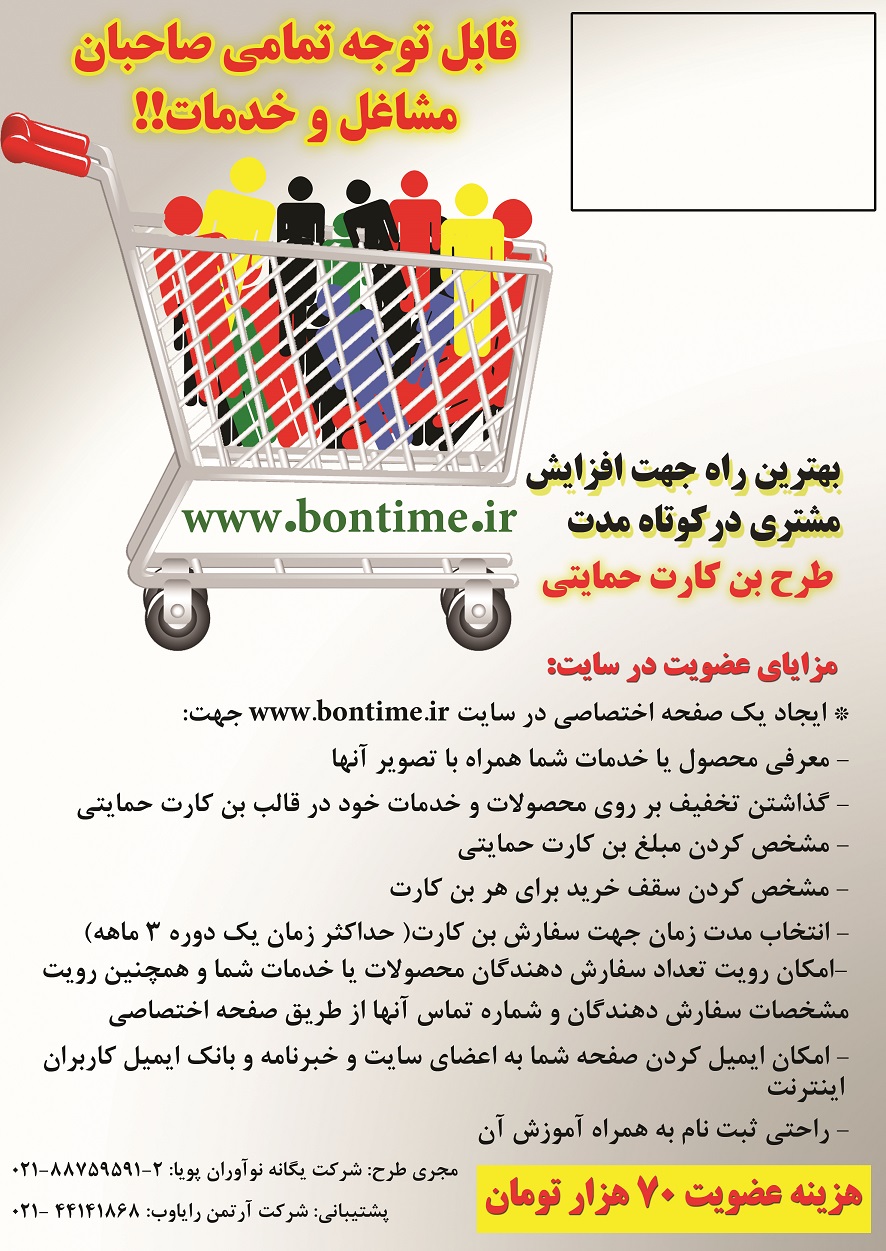 قابل توجه تمامی صاحبان
مشاغل و خدمات!!
www.bontime.ir
بهترین راه جهت افزایش
مشتری درکوتاه مدت
طرح بن کارت حمایتی
مزایای عضویت در سایت:
* ایجاد یک صفحه اختصاصی در سایت www.bontime.ir جهت:
- معرفی محصول یا خدمات شما همراه با تصویر آنها
- گذاشتن تخفیف بر روی محصولات و خدمات خود در قالب بن کارت حمایتی
- مشخص کردن مبلغ بن کارت حمایتی
- مشخص کردن سقف خرید برای هر بن کارت
- انتخاب مدت زمان جهت سفارش بن کارت( حداکثر زمان یک دوره ۳ ماهه)
-امکان رویت تعداد سفارش دهندگان محصولات یا خدمات شما و همچنین رویت
مشخصات سفارش دهندگان و شماره تماس آنها از طریق صفحه اختصاصی
- امکان ایمیل کردن صفحه شما به اعضای سایت و خبرنامه و بانک ایمیل کاربران
اینترنت
- راحتی ثبت نام به همراه آموزش آن
هزینه عضویت ۷۰ هزار تومان
مجری طرح: شرکت یگانه نوآوران پویا: ۲-۸۸۷۵۹۵۹۱-۰۲۱
پشتیبانی: شرکت آرتمن رایاوب: ۴۴۱۴۱۸۶۸ -۰۲۱